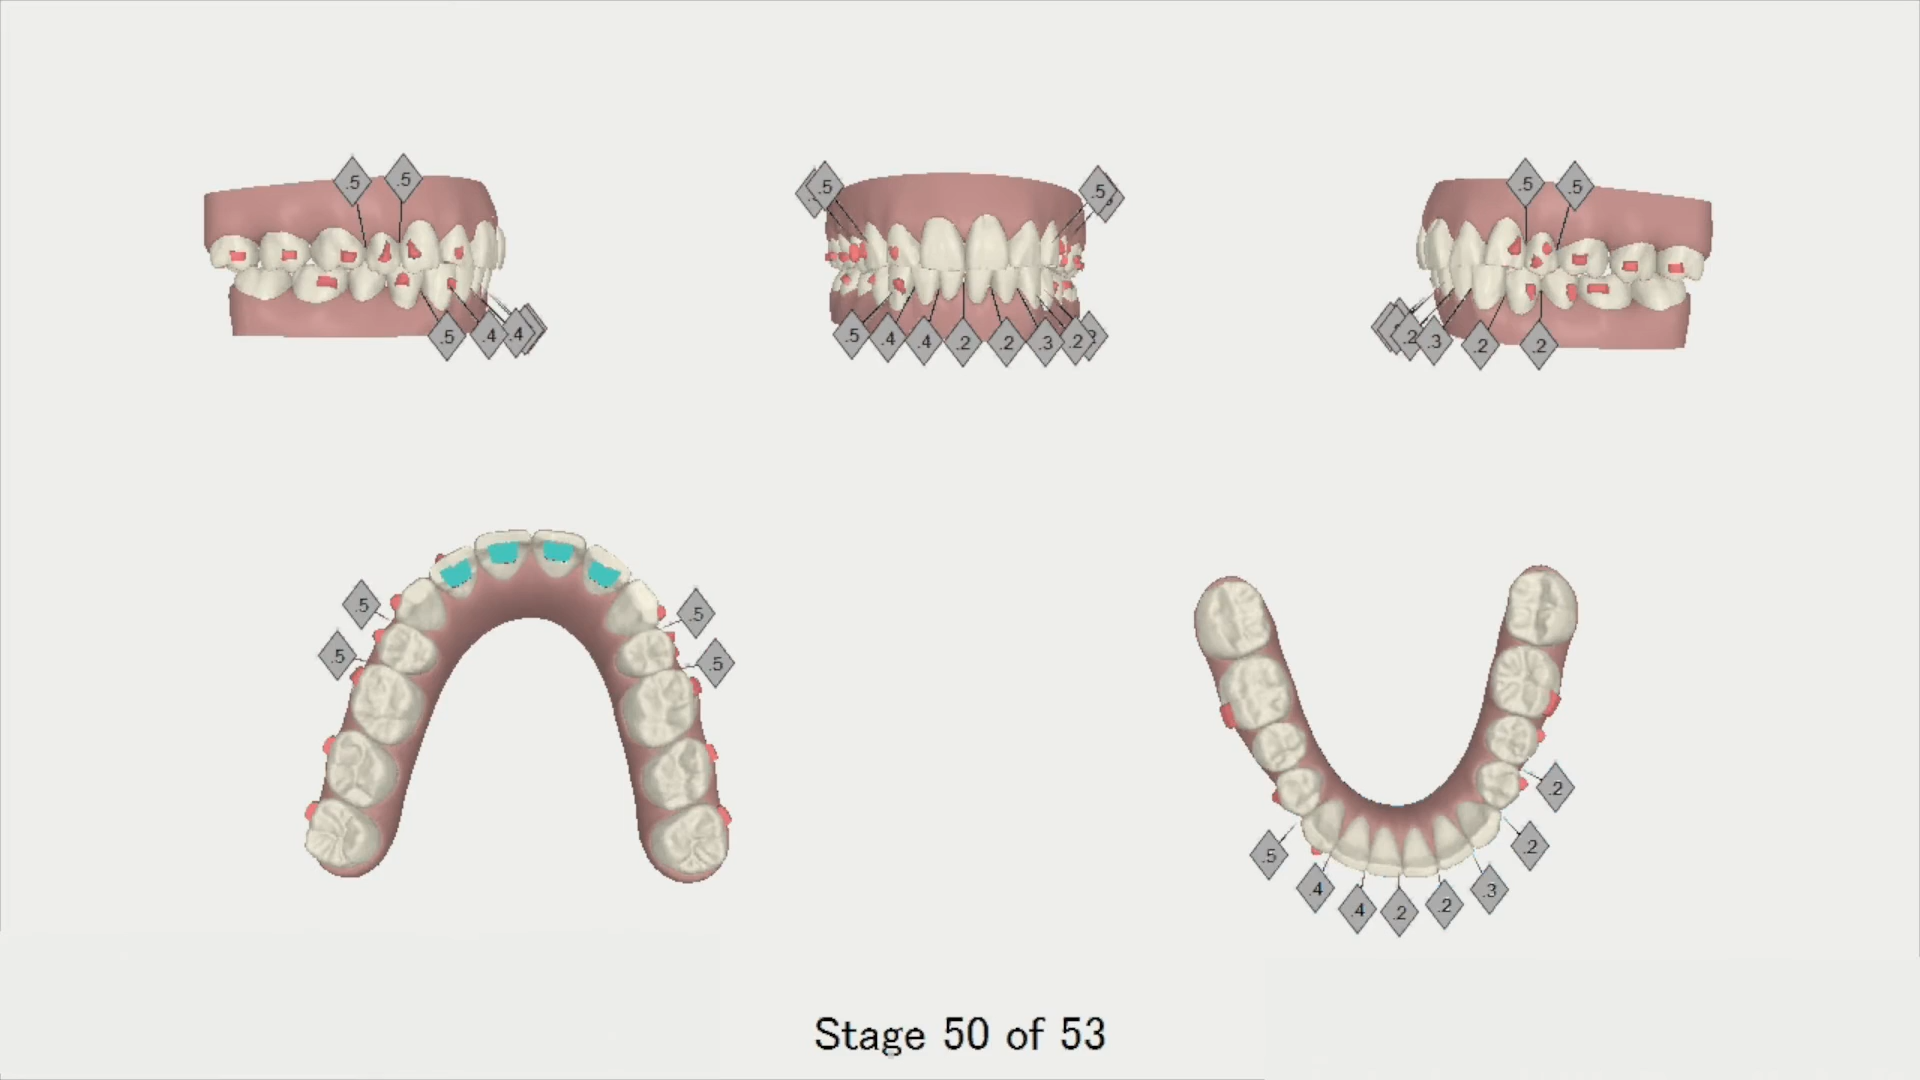 .5 .5
.5 .5
.5 .5
.5 .4 .4
.5 .4 .4 .2 .2 .3 .2
.2 .3 .2 .2
.5 .5
.5 .5
.2
.5 .2
.4 .4 .2 .2 .3
Stage 50 of 53